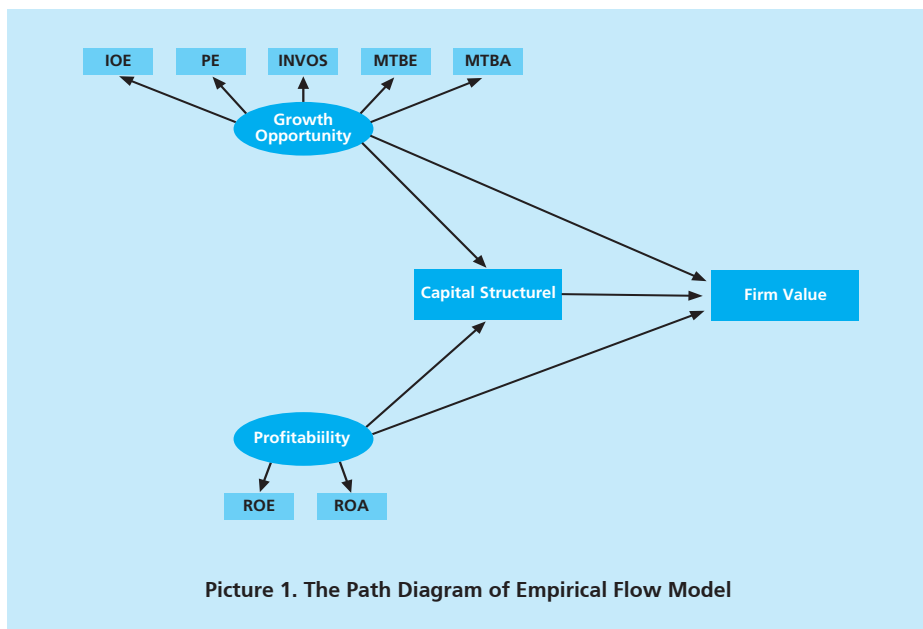 IOE
PE
INVOS
MTBE
MTBA
Growth
Opportunity
Capital Structurel
Firm Value
Profitabiility
ROE
ROA
Picture 1. The Path Diagram of Empirical Flow Model